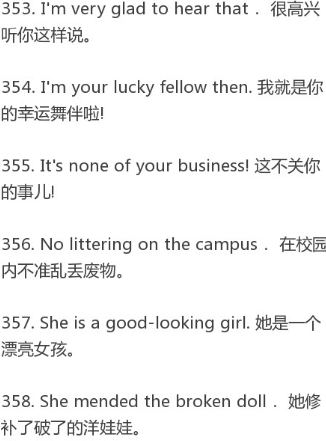 353. I'm very glad to hear that． 很高兴
听你这样说。
354. I'm your lucky fellow then. 我就是你
的幸运舞伴啦!
355. It's none of your business! 这不关你
的事儿!
356. No littering on the campus． 在校园
内不准乱丢废物。
357. She is a good-looking girl. 她是一个
漂亮女孩。
358. She mended the broken doll． 她修
补了破了的洋娃娃。